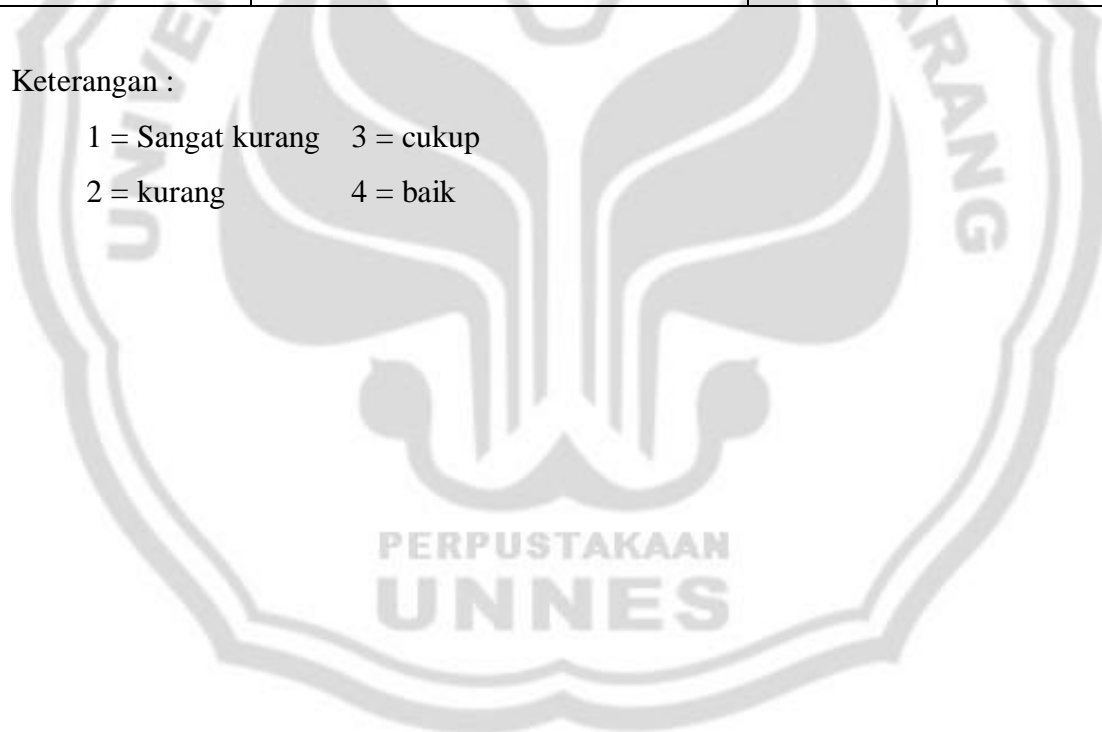 Keterangan :
1 = Sangat kurang 3 = cukup
2 = kurang 4 = baik
PERPUSTAKAAN
UNNES